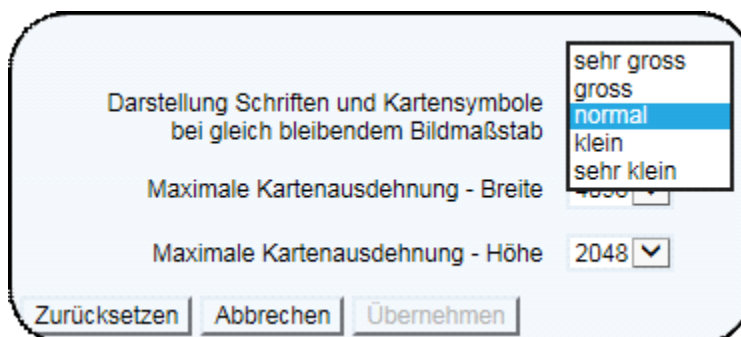 sehr gross
gross
normal
klein
sehr klein
Darstellung Schriften und Kartensymbole
bei gleich bleibendem Bildmaßstab
Maximale Kartenausdehnung - Breite
Maximale Kartenausdehnung - Höhe 2048
Zurücksetzen Abbrechen Übernehmen